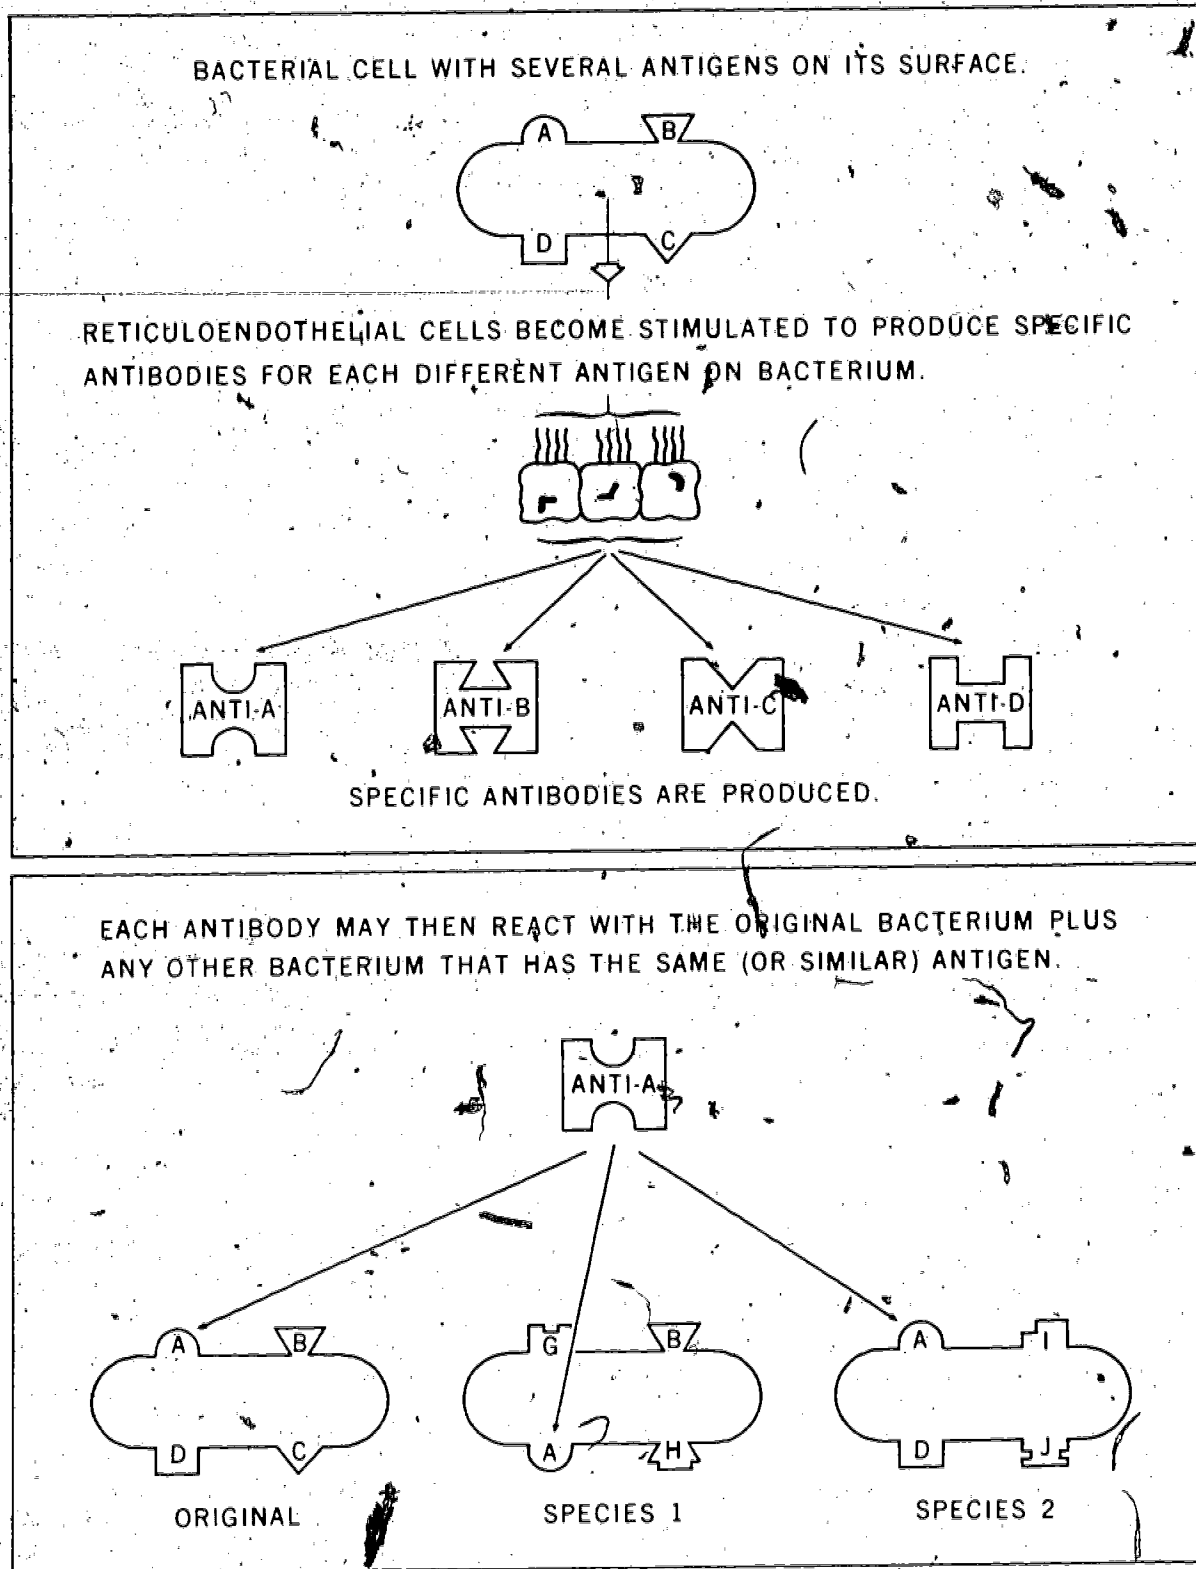 BACTERIAL CELL WITH SEVERAL ANTIGENS ON ITS SURFACE.
A B
D C
RETICULOENDOTHELIAL CELLS BECOME STIMULATED TO PRODUCE SPECIFIC
ANTIBODIES FOR EACH DIFFERENT ANTIGEN ON BACTERIUM.
ANTI-A ANTI-B ANTI-C ANTI-D
SPECIFIC ANTIBODIES ARE PRODUCED.
EACH ANTIBODY MAY THEN REACT WITH THE ORIGINAL BACTERIUM PLUS
ANY OTHER BACTERIUM THAT HAS THE SAME (OR SIMILAR) ANTIGEN.
ANTI-A
A B G B A I
D C A H D J
ORIGINAL SPECIES 1 SPECIES 2